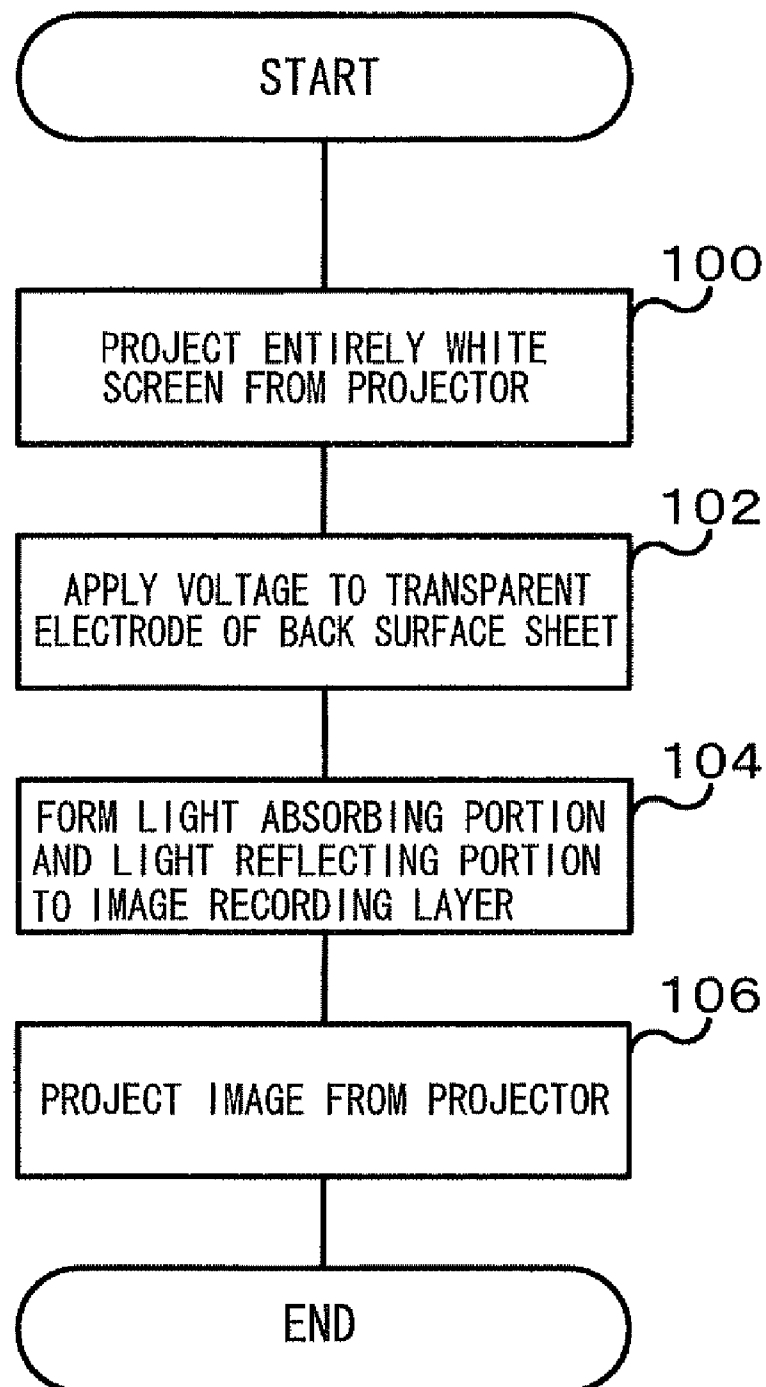 START
100
PROJECT ENTIRELY WHITE
SCREEN FROM PROJECTOR
102
APPLY VOLTAGE TO TRANSPARENT
ELECTRODE OF BACK SURFACE SHEET
104
FORM LIGHT ABSORBING PORTION
AND LIGHT REFLECTING PORTION
TO IMAGE RECORDING LAYER
106
PROJECT IMAGE FROM PROJECTOR
END